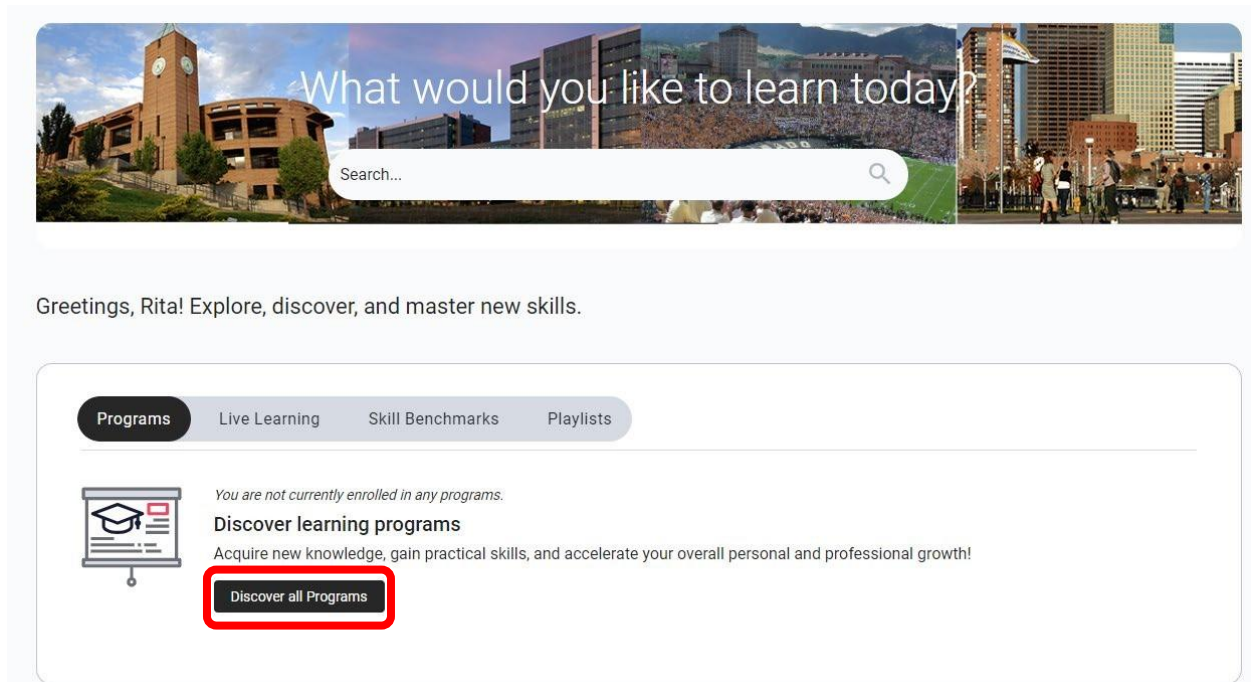 What would you like to learn today?
Search...
Greetings, Rita! Explore, discover, and master new skills.
Programs Live Learning Skill Benchmarks Playlists
You are not currently enrolled in any programs.
Discover learning programs
Acquire new knowledge, gain practical skills, and accelerate your overall personal and professional growth!
Discover all Programs